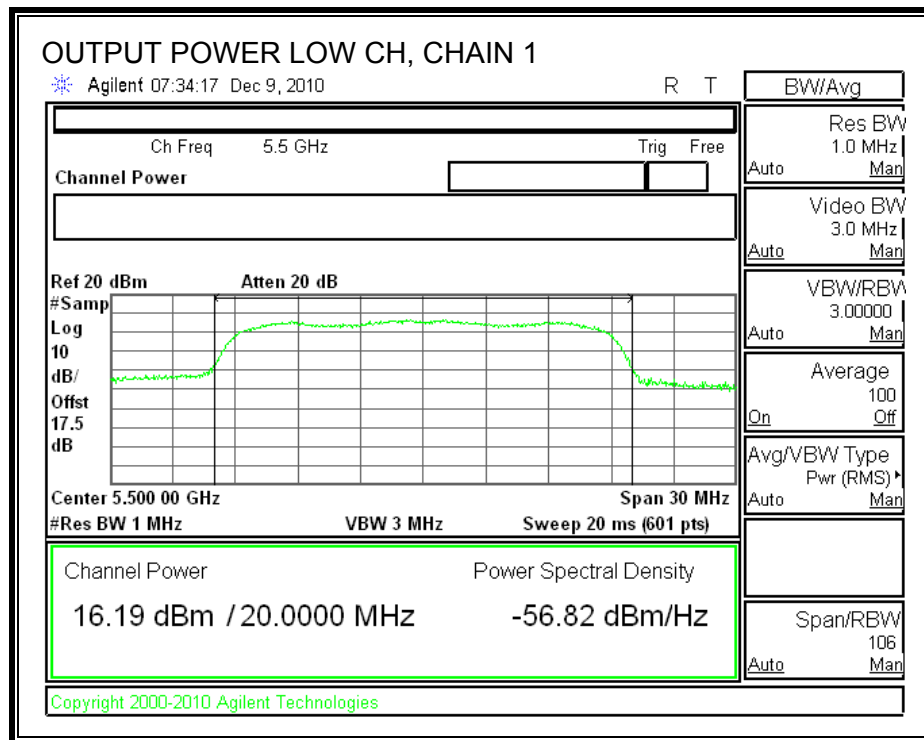 OUTPUT POWER LOW CH, CHAIN 1
Agilent 07:34:17 Dec 9, 2010 R T
BW/Avg
Ch Freq 5.5 GHz Trig Free
Channel Power
Res BW
1.0 MHz
Auto Man
Video BW
3.0 MHz
Auto Man
VBW/RBW
3.00000
Auto Man
Average
100
On Off
Avg/VBW Type
Pwr (RMS)
Auto Man
Span/RBW
106
Auto Man
Ref 20 dBm Atten 20 dB
#Samp
Log
10
dB/
Offst
17.5
dB
Center 5.500 00 GHz Span 30 MHz
#Res BW 1 MHz VBW 3 MHz Sweep 20 ms (601 pts)
Channel Power Power Spectral Density
16.19 dBm / 20.0000 MHz -56.82 dBm/Hz
Copyright 2000-2010 Agilent Technologies